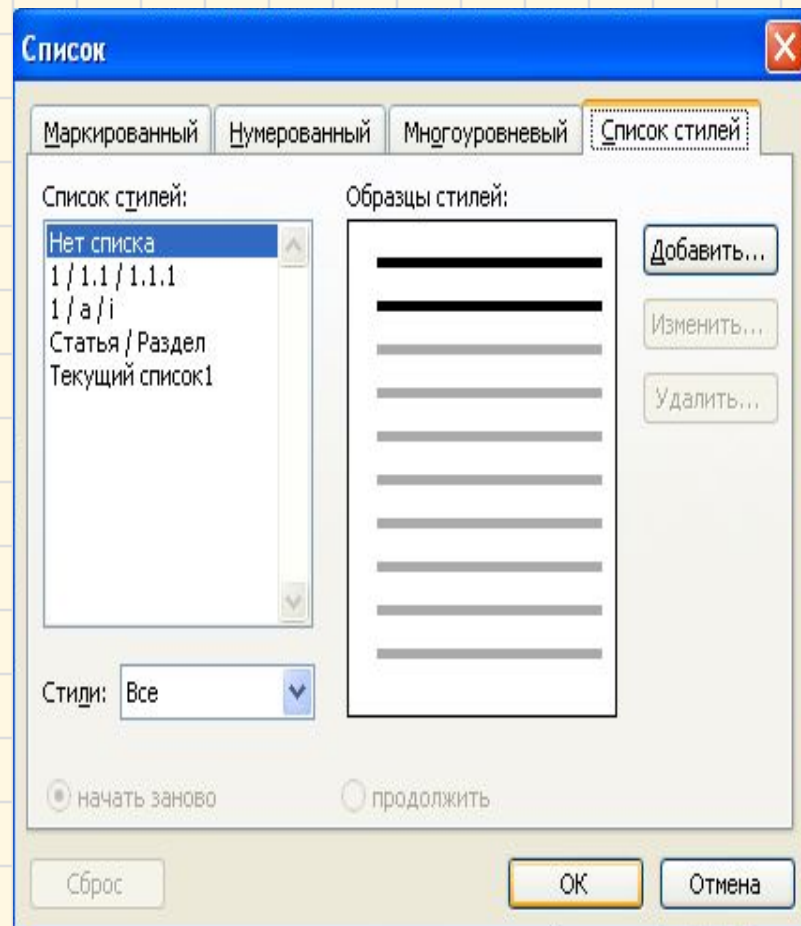 Список
Маркированный Нумерованный Многоуровневый Список стилей
Список стилей: Образцы стилей:
Нет списка
1 / 1.1 / 1.1.1
1 / a / i
Статья / Раздел
Текущий список1
Добавить...
Изменить...
Удалить...
Стили: Все
начать заново продолжить
Сброс ОК Отмена